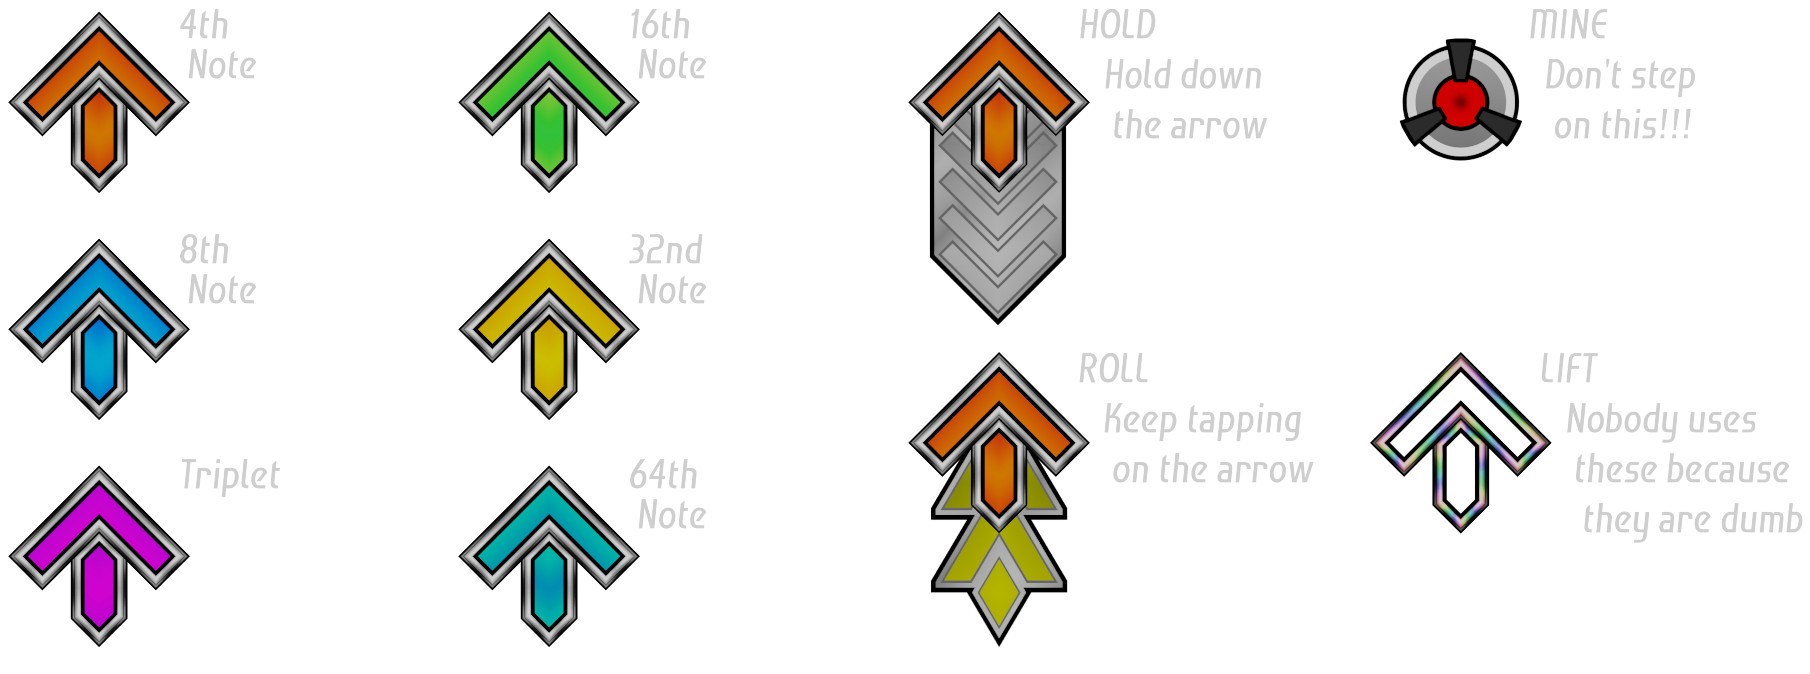 4th
Note
16th
Note
HOLD
Hold down
the arrow
MINE
Don't step
on this!!!
8th
Note
32nd
Note
ROLL
Keep tapping
on the arrow
LIFT
Nobody uses
these because
they are dumb
Triplet
64th
Note